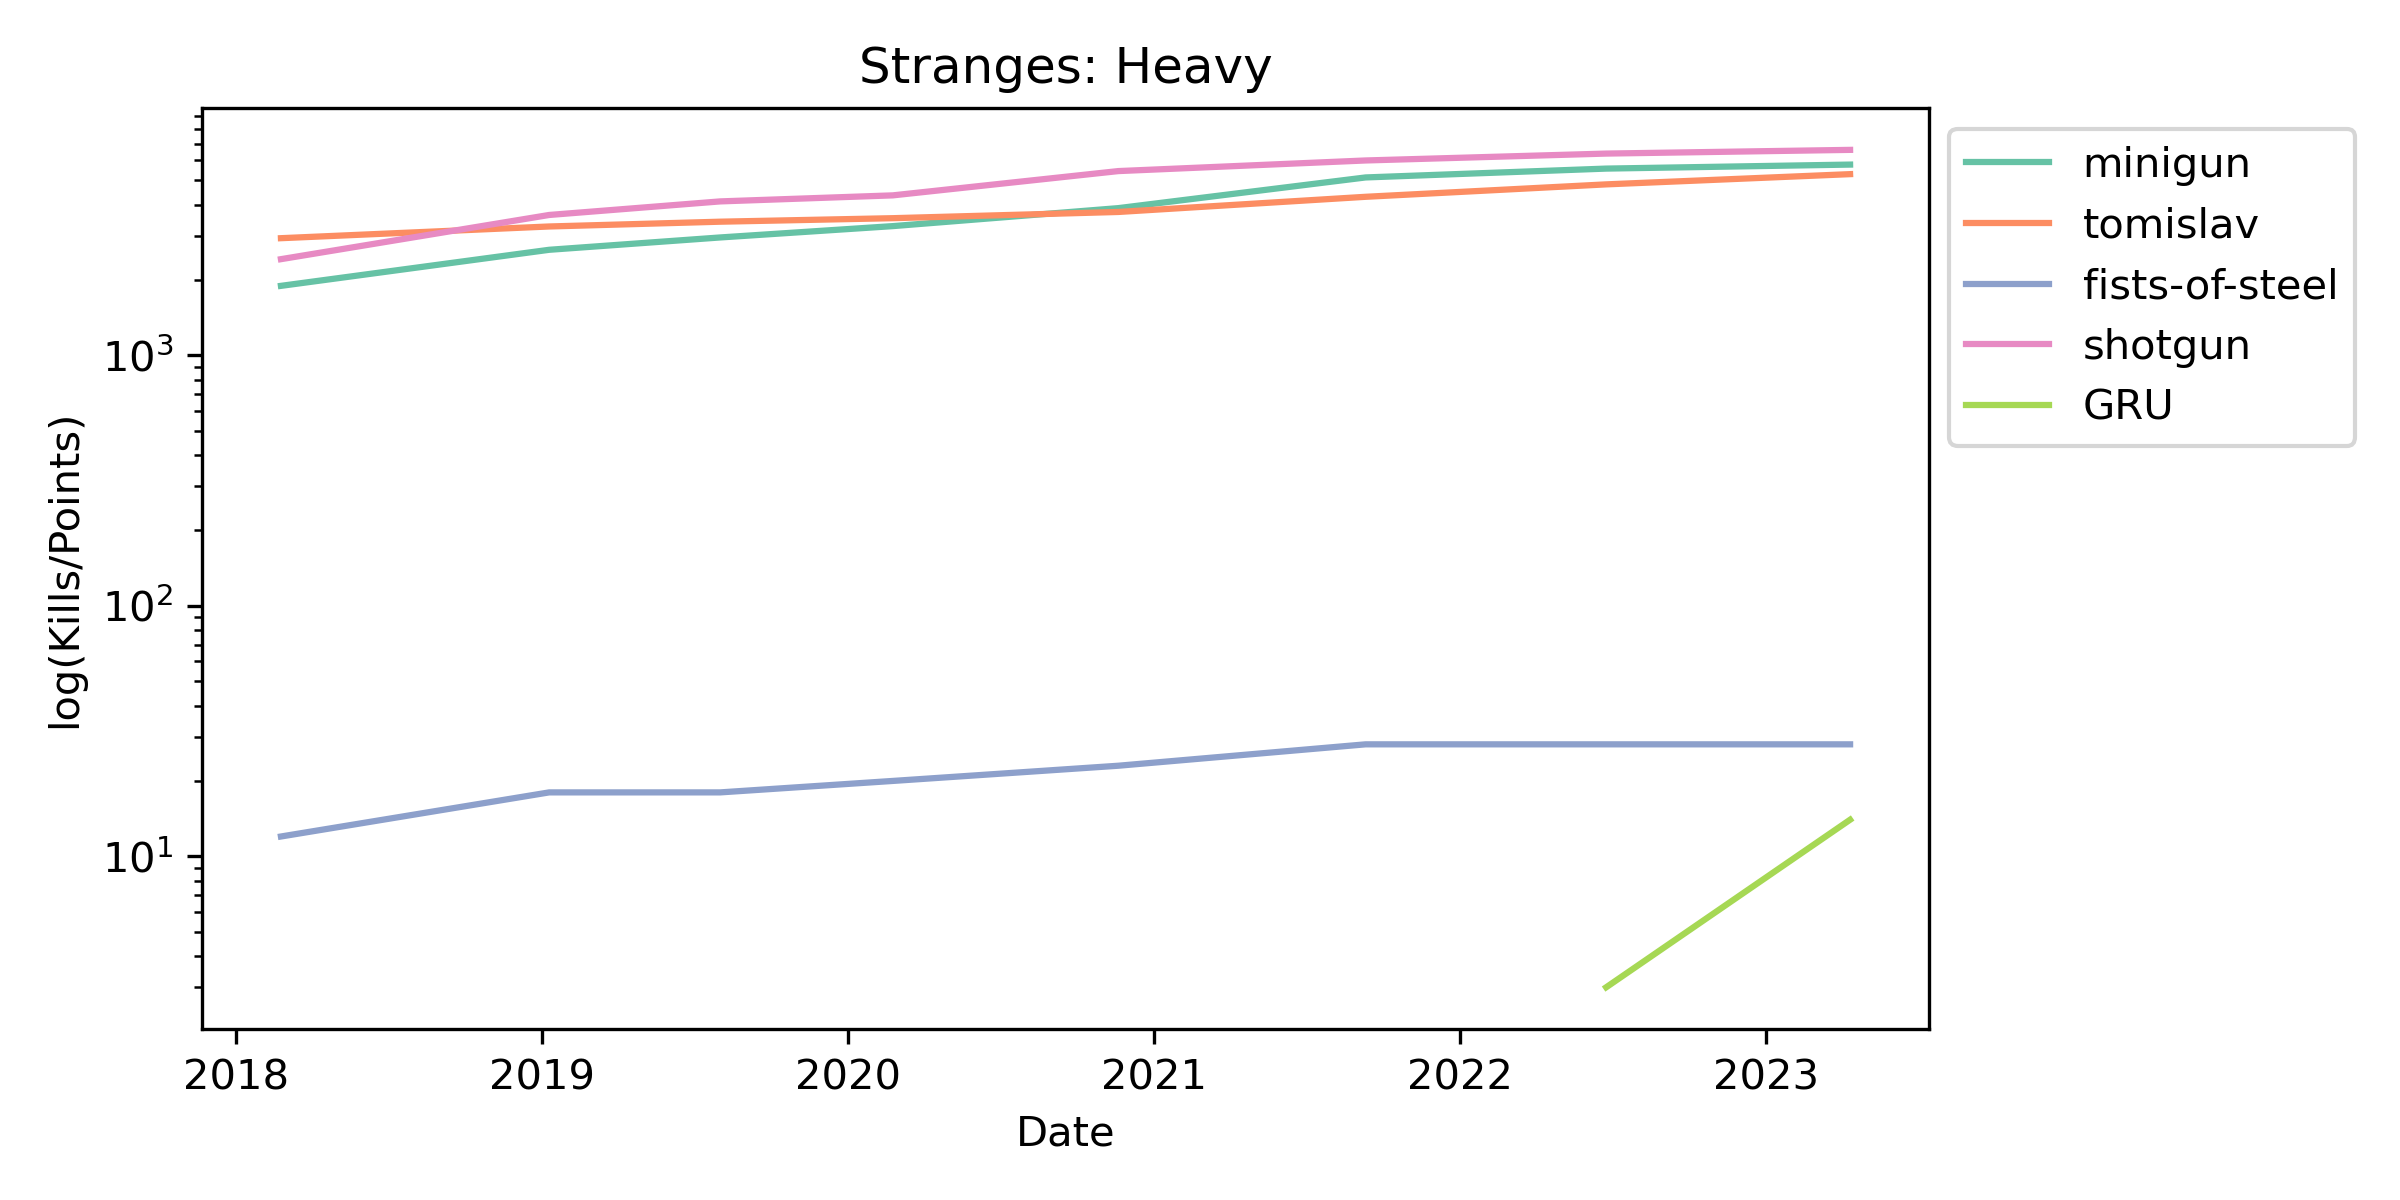 Stranges: Heavy
minigun
tomislav
fists-of-steel
shotgun
GRU
log(Kills/Points)
10³
10²
10¹
2018 2019 2020 2021 2022 2023
Date